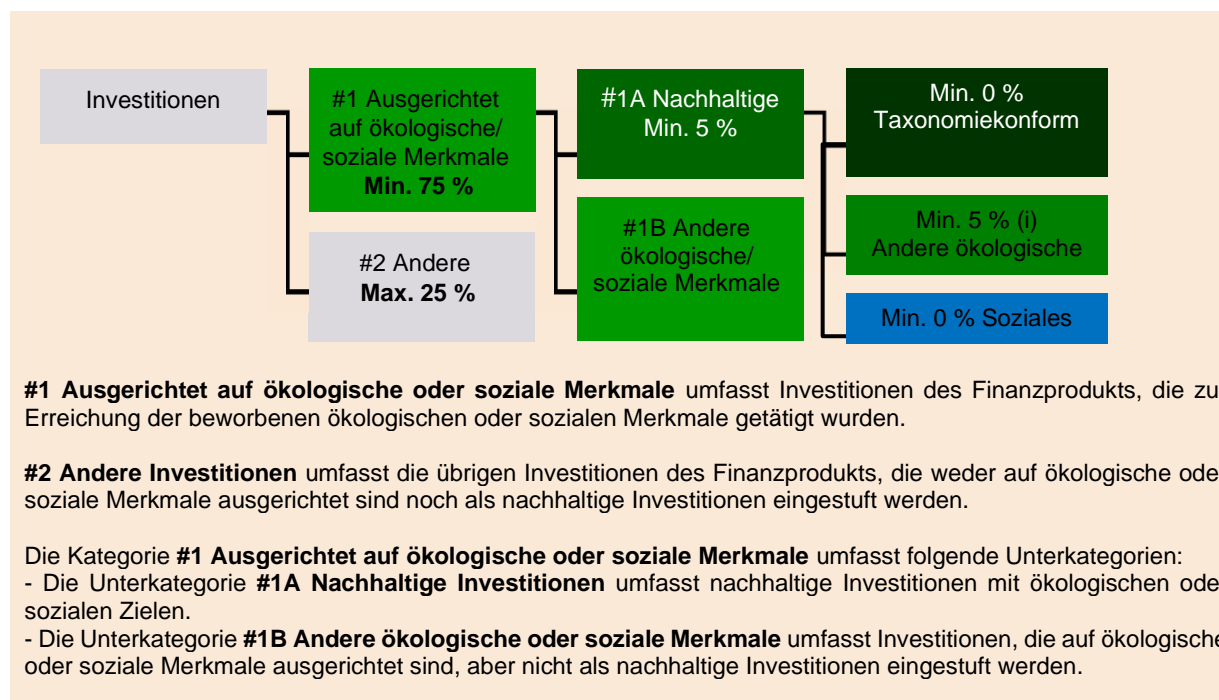 Investitionen
#1 Ausgerichtet
auf ökologische/
soziale Merkmale
Min. 75 %
#2 Andere
Max. 25 %
#1A Nachhaltige
Min. 5 %
#1B Andere
ökologische/
soziale Merkmale
Min. 0 %
Taxonomiekonform
Min. 5 % (i)
Andere ökologische
Min. 0 % Soziales
#1 Ausgerichtet auf ökologische oder soziale Merkmale umfasst Investitionen des Finanzprodukts, die zu
Erreichung der beworbenen ökologischen oder sozialen Merkmale getätigt wurden.
#2 Andere Investitionen umfasst die übrigen Investitionen des Finanzprodukts, die weder auf ökologische ode
soziale Merkmale ausgerichtet sind noch als nachhaltige Investitionen eingestuft werden.
Die Kategorie #1 Ausgerichtet auf ökologische oder soziale Merkmale umfasst folgende Unterkategorien:
- Die Unterkategorie #1A Nachhaltige Investitionen umfasst nachhaltige Investitionen mit ökologischen ode
sozialen Zielen.
- Die Unterkategorie #1B Andere ökologische oder soziale Merkmale umfasst Investitionen, die auf ökologische
oder soziale Merkmale ausgerichtet sind, aber nicht als nachhaltige Investitionen eingestuft werden.